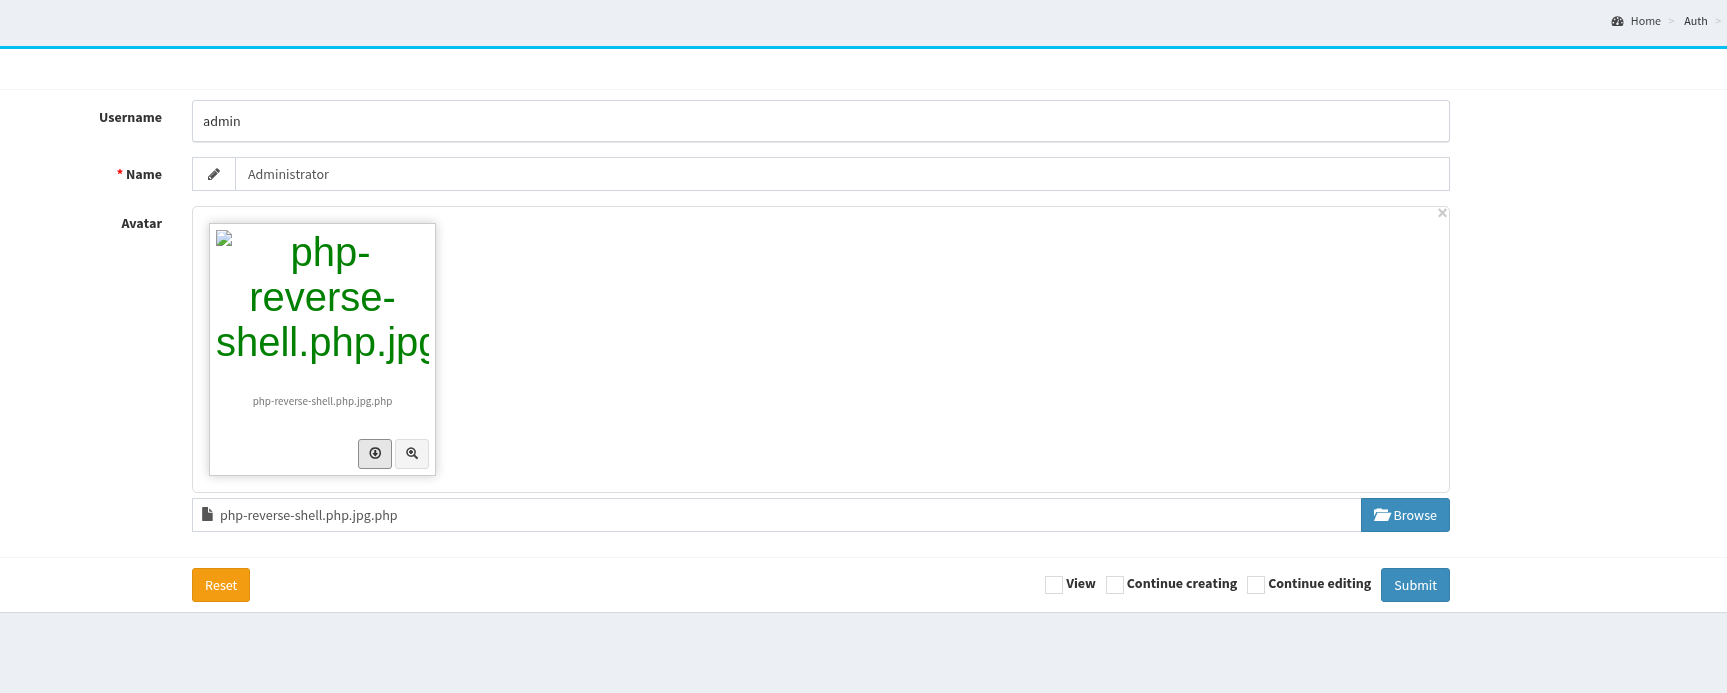 Home > Auth >
Username
admin
* Name
Administrator
Avatar
×
php-
reverse-
shell.php.jpg
php-reverse-shell.php.jpg.php
php-reverse-shell.php.jpg.php
Browse
Reset
View
Continue creating
Continue editing
Submit